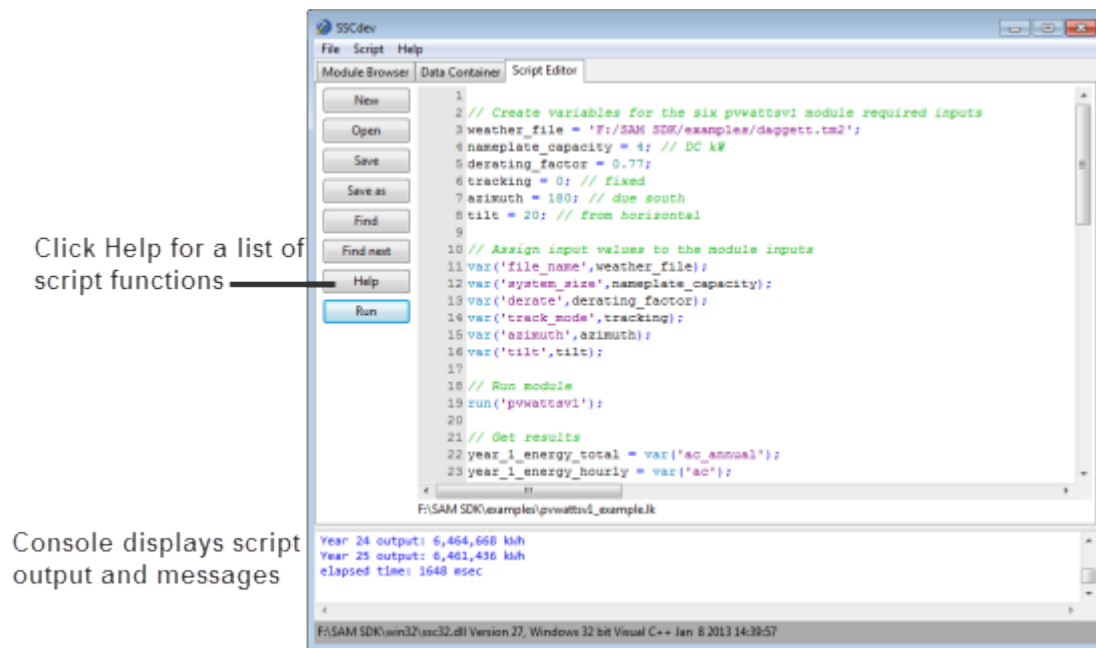 SSCdev
File Script Help
Module Browser Data Container Script Editor
New
Open
Save
Save as
Find
Find next
Help
Run
Click Help for a list of
script functions
1
2 // Create variables for the six pvwattsv1 module required inputs
3 weather_file = 'F:/SAM SDK/examples/daggett.tm2';
4 nameplate_capacity = 4; // DC kW
5 derating_factor = 0.77;
6 tracking = 0; // fixed
7 azimuth = 180; // due south
8 tilt = 20; // from horizontal
9
10 // Assign input values to the module inputs
11 var('file_name',weather_file);
12 var('system_size',nameplate_capacity);
13 var('derate',derating_factor);
14 var('track_mode',tracking);
15 var('azimuth',azimuth);
16 var('tilt',tilt);
17
18 // Run module
19 run('pvwattsv1');
20
21 // Get results
22 year_1_energy_total = var("ac_annual");
23 year_1_energy_hourly = var("ac");
F:\SAM SDK\examples\pvwattsv1_example.lk
Console displays script
output and messages
Year 24 output: 6,464,668 kWh
Year 25 output: 6,461,436 kWh
elapsed time: 1648 msec
F:\SAM SDK\win32\ssc32.dll Version 27, Windows 32 bit Visual C++ Jan 8 2013 14:39:57